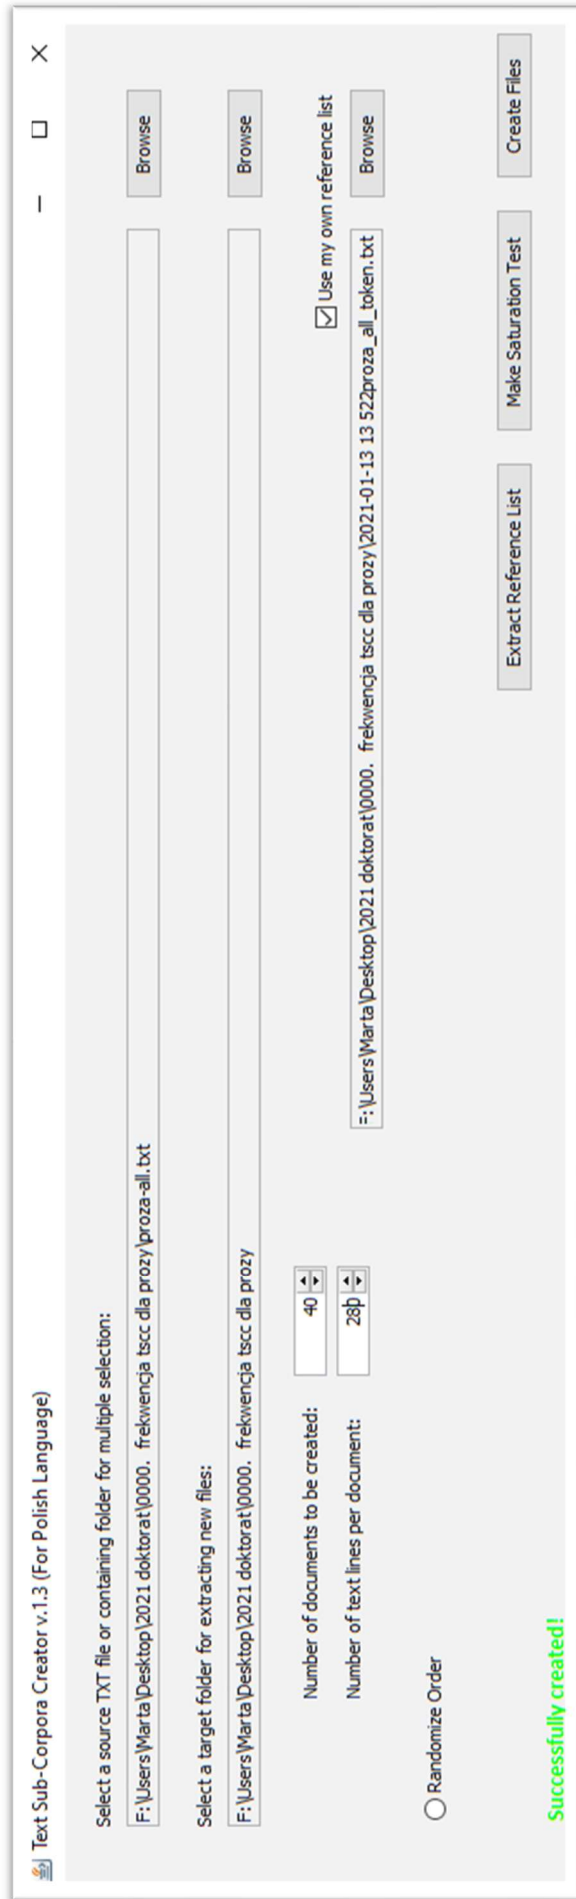 Text Sub-Corpora Creator v.1.3 (For Polish Language)
Select a source TXT file or containing folder for multiple selection:
F:\Users\Marta\Desktop\2021 doktorat\0000.  frekwencja tscc dla prozy\proza-all.txt
Browse
Select a target folder for extracting new files:
F:\Users\Marta\Desktop\2021 doktorat\0000.  frekwencja tscc dla prozy
Browse
Number of documents to be created:
40
Use my own reference list
Number of text lines per document:
280
F:\Users\Marta\Desktop\2021 doktorat\0000.  frekwencja tscc dla prozy\2021-01-13 13 522proza_all_token.txt
Browse
Randomize Order
Extract Reference List
Make Saturation Test
Create Files
Successfully created!